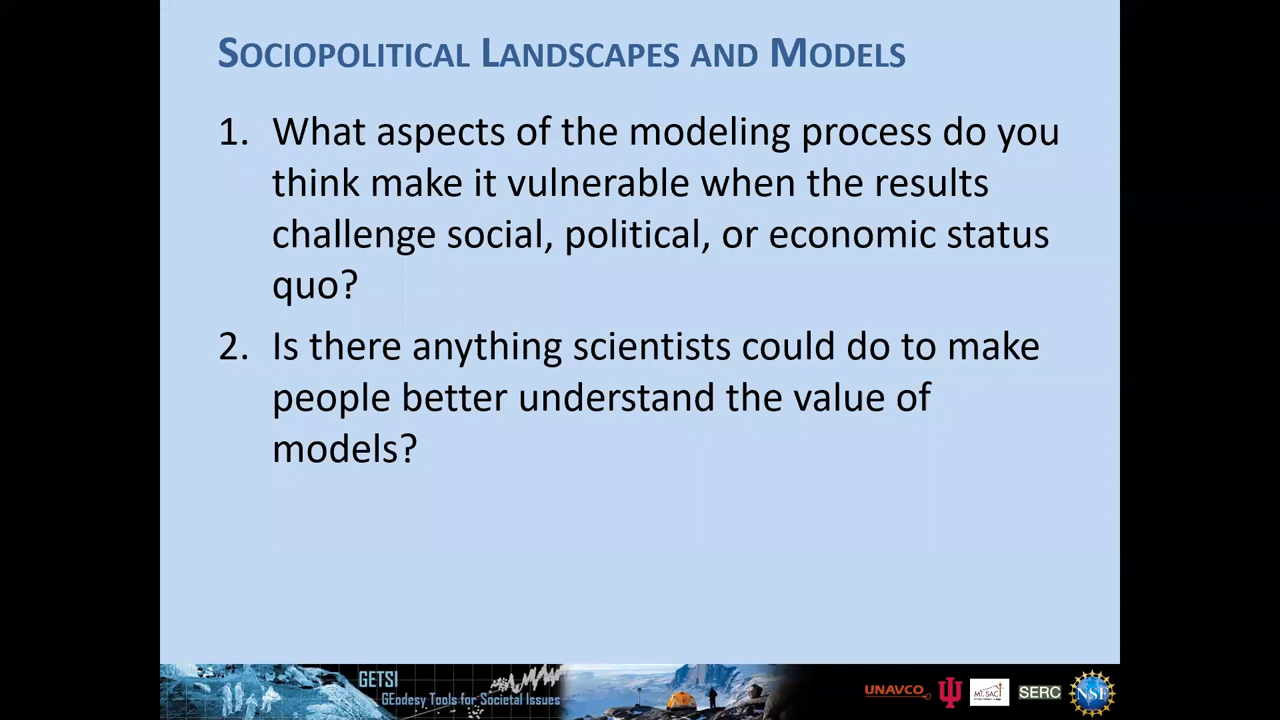 SOCIOPOLITICAL LANDSCAPES AND MODELS
1. What aspects of the modeling process do you
think make it vulnerable when the results
challenge social, political, or economic status
quo?
2. Is there anything scientists could do to make
people better understand the value of
models?
GETSI
GEodesy Tools for Societal Issues
UNAVCO
MT. SAC
SERC
NSF